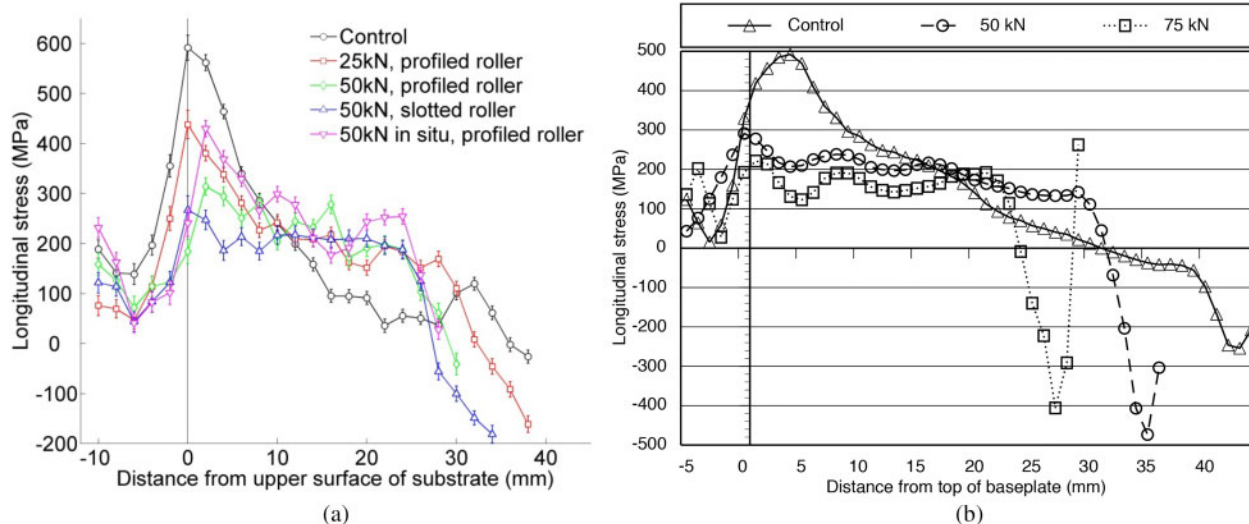 Control
25kN, profiled roller
50kN, profiled roller
50kN, slotted roller
50kN in situ, profiled roller
600
500
400
300
200
100
0
-100
-200
-10 0 10 20 30 40
Longitudinal stress (MPa)
Distance from upper surface of substrate (mm)
(a)
Control 50 kN 75 kN
500
400
300
200
100
0
-100
-200
-300
-400
-500
-5 0 5 10 15 20 25 30 35 40
Longitudinal stress (MPa)
Distance from top of baseplate (mm)
(b)